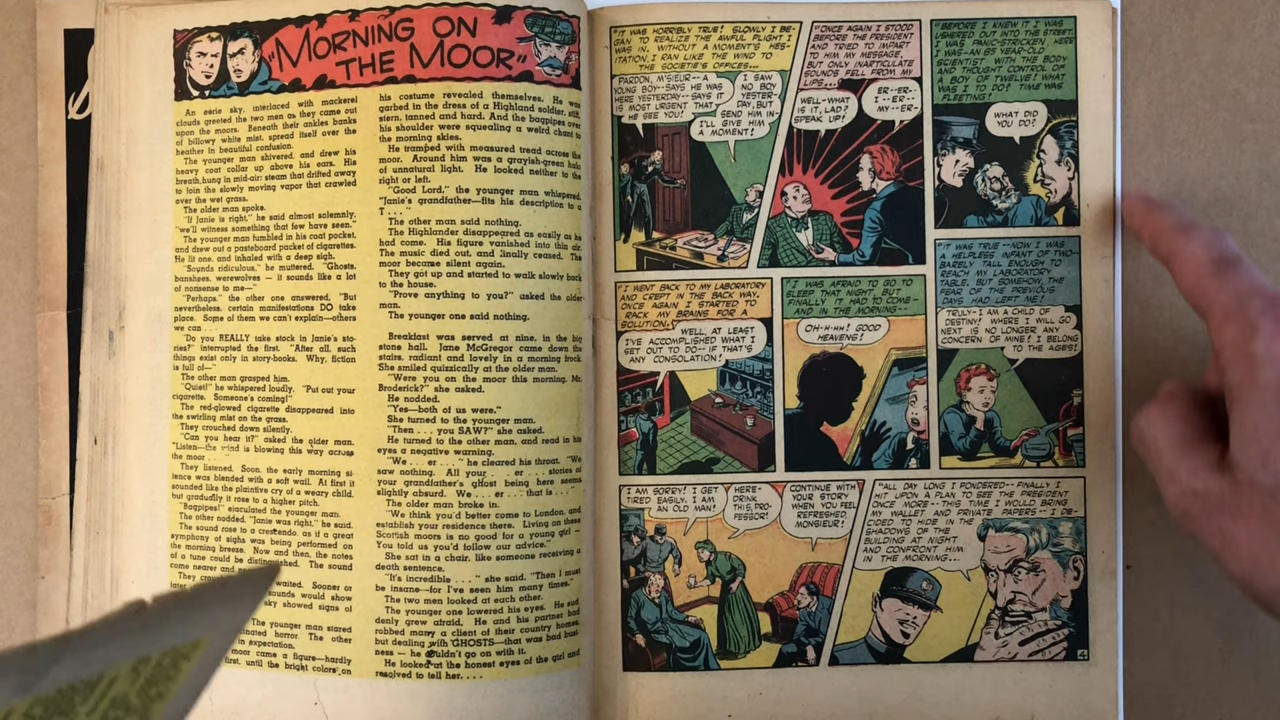 "MORNING ON
THE MOOR"
An eerie sky, interlaced with mackerel
clouds greeted the two men as they came out
upon the moors. Beneath their ankles banks
of billowy white mist, spread itself over the
heather in beautiful confusion.
The younger man shivered, and drew his
heavy coat collar up above his ears. His
breath hung in mid-air; steam that drifted away
to join the slowly moving vapor that crawled
over the wet grass.
The older man spoke.
"If Janie is right," he said almost solemnly,
"we'll witness something that few have seen."
The younger man fumbled in his coat pocket,
and drew out a pasteboard packet of cigarettes.
He lit one, and inhaled with a deep sigh.
"Sounds ridiculous," he muttered. "Ghosts,
banshees, werewolves — it sounds like a lot
of nonsense to me—"
"Perhaps," the other one answered, "But
nevertheless, certain manifestations DO take
place. Some of them we can't explain—others
we can . . .
"Do you REALLY take stock in Janie's sto-
ries?" interrupted the first. "After all, such
things exist only in story-books. Why, fiction
is full of—"
The other man grasped him.
"Quiet!" he whispered loudly. "Put out your
cigarette. Someone's coming!"
The red-glowed cigarette disappeared into
the swirling mist on the grass.
They crouched down silently.
"Can you hear it?" asked the older man.
"Listen—the wind is blowing this way across
the moor . . ."
They listened. Soon, the early morning si-
lence was blended with a soft wail. At first it
sounded like the plaintive cry of a weary child,
but gradually it rose to a higher pitch.
"Bagpipes!" ejaculated the younger man.
The other nodded, "Janie was right," he said.
The sound rose to a crescendo, as if a great
symphony of sighs was being performed on
the morning breeze. Now and then, the notes
of a tune could be distinguished. The sound
come nearer and
They waited. Sooner or
later sounds would show
sky showed signs of
The younger man stared
horror. The other
in expectation.
moor came a figure—hardly
first, until the bright colors on
his costume revealed themselves. He was
garbed in the dress of a Highland soldier, stiff,
stern, tanned and hard. And the bagpipes over
his shoulder were squealing a weird chant to
the morning skies.
He tramped with measured tread across the
moor. Around him was a grayish-green halo
of unnatural light. He looked neither to the
right or left.
"Good Lord," the younger man whispered.
"Janie's grandfather—fits his description to a
T . . ."
The other man said nothing.
The Highlander disappeared as easily as he
had come. His figure vanished into thin air.
The music died out, and finally ceased. The
moor became silent again.
They got up and started to walk slowly back
to the house.
"Prove anything to you?" asked the older
man.
The younger one said nothing.
Breakfast was served at nine, in the big
stone hall. Jane McGregor came down the
stairs, radiant and lovely in a morning frock.
She smiled quizzically at the older man.
"Were you on the moor this morning, Mr.
Broderick?" she asked.
He nodded.
"Yes—both of us were."
She turned to the younger man.
"Then . . . you SAW?" she asked.
He turned to the other man, and read in his
eyes a negative warning.
"We . . . er . . ." he cleared his throat. "We
saw nothing. All your . . er . . . stories of
your grandfather's ghost being here seems
slightly absurd. We . . . er . . . that is . . ."
The older man broke in.
"We think you'd better come to London, and
establish your residence there. Living on these
Scottish moors is no good for a young girl —
You told us you'd follow our advice."
She sat in a chair, like someone receiving a
death sentence.
"It's incredible . . . ." she said. "Then I must
be insane—for I've seen him many times."
The two men looked at each other.
The younger one lowered his eyes. He sud-
denly grew afraid. He and his partner had
robbed many a client of their country homes,
but dealing with GHOSTS—that was bad busi-
ness — he couldn't go on with it.
He looked at the honest eyes of the girl and
resolved to tell her. . . .
"IT WAS HORRIBLY TRUE! SLOWLY I BE-
GAN TO REALIZE THE AWFUL PLIGHT I
WAS IN. WITHOUT A MOMENT'S HES-
ITATION, I RAN LIKE THE WIND TO
THE SOCIETIE'S OFFICES...
PARDON, M'SIEUR--A
YOUNG BOY--SAYS HE WAS
HERE YESTERDAY--SAYS IT
IS MOST URGENT THAT
HE SEE YOU!
I SAW
NO BOY
YESTER-
DAY, BUT
SEND HIM IN--
I'LL GIVE HIM
A MOMENT!
"ONCE AGAIN I STOOD
BEFORE THE PRESIDENT
AND TRIED TO IMPART
TO HIM MY MESSAGE,
BUT ONLY INARTICULATE
SOUNDS FELL FROM MY
LIPS...
WELL--WHAT
IS IT, LAD?
SPEAK UP!
ER--ER--
I--ER--
MY--ER--
"BEFORE I KNEW IT I WAS
USHERED OUT INTO THE STREET.
I WAS PANIC-STRICKEN, HERE
I WAS--AN 85 YEAR-OLD
SCIENTIST WITH THE BODY
AND THOUGHT CONTROL OF
A BOY OF TWELVE! WHAT
WAS I TO DO? TIME WAS
FLEETING!
WHAT DID
YOU DO?
"I WENT BACK TO MY LABORATORY
AND CREPT IN THE BACK WAY.
ONCE AGAIN I STARTED TO
RACK MY BRAINS FOR A
SOLUTION.
WELL, AT LEAST
I'VE ACCOMPLISHED WHAT I
SET OUT TO DO--IF THAT'S
ANY CONSOLATION!
"I WAS AFRAID TO GO TO
SLEEP THAT NIGHT, BUT
FINALLY IT HAD TO COME--
AND IN THE MORNING--
OH-H-HH! GOOD
HEAVENS!
"IT WAS TRUE--NOW I WAS
A HELPLESS INFANT OF TWO--
BARELY TALL ENOUGH TO
REACH MY LABORATORY
TABLE, BUT SOMEHOW, THE
FEAR OF THE PREVIOUS
DAYS HAD LEFT ME!
TRULY--I AM A CHILD OF
DESTINY! WHERE I WILL GO
NEXT IS NO LONGER ANY
CONCERN OF MINE! I BELONG
TO THE AGES!
I AM SORRY! I GET
TIRED EASILY. I AM
AN OLD MAN!
HERE--
DRINK
THIS, PRO-
FESSOR!
CONTINUE WITH
YOUR STORY
WHEN YOU FEEL
REFRESHED,
MONSIEUR!
"ALL DAY LONG I PONDERED--FINALLY I
HIT UPON A PLAN TO SEE THE PRESIDENT
ONCE MORE--THIS TIME I WOULD BRING
MY WALLET AND PRIVATE PAPERS--I DE-
CIDED TO HIDE IN THE
SHADOWS OF THE
BUILDING AT NIGHT
AND CONFRONT HIM
IN THE MORNING...
4